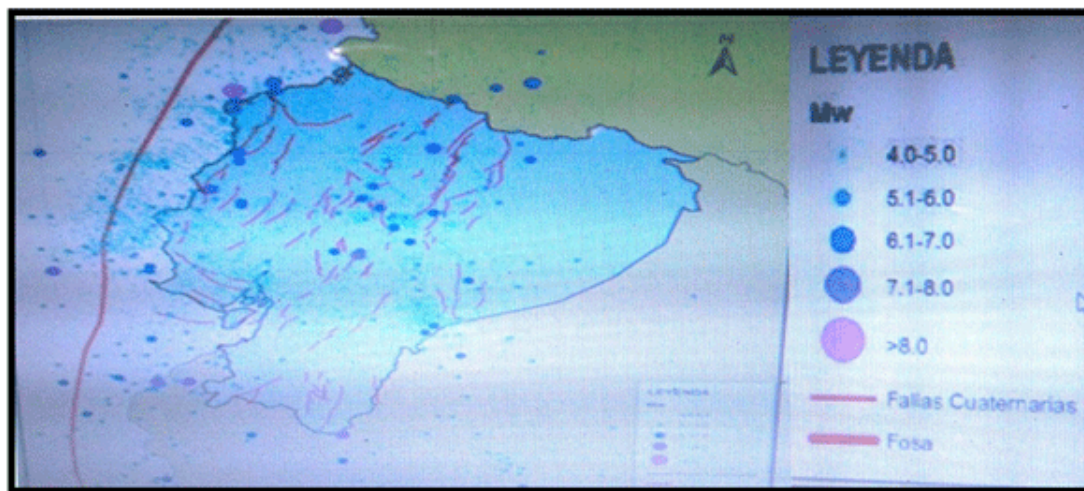 N
LEYENDA
Mw
4.0-5.0
5.1-6.0
6.1-7.0
7.1-8.0
>8.0
Fallas Cuaternarias
Fosa
LEYENDA